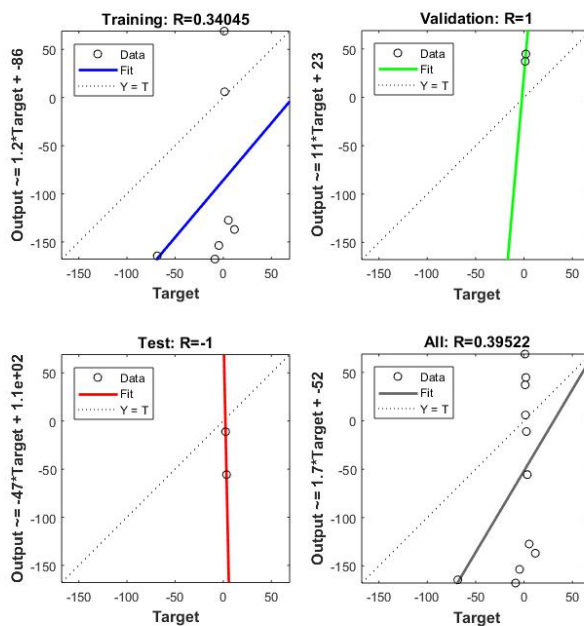 Training: R=0.34045
Output ~= 1.2*Target + -86
Data
Fit
Y = T
50
0
-50
-100
-150
-150 -100 -50 0 50
Target
Validation: R=1
Output ~= 11*Target + 23
Data
Fit
Y = T
50
0
-50
-100
-150
-150 -100 -50 0 50
Target
Test: R=-1
Output ~= -47*Target + 1.1e+02
Data
Fit
Y = T
50
0
-50
-100
-150
-150 -100 -50 0 50
Target
All: R=0.39522
Output ~= 1.7*Target + -52
Data
Fit
Y = T
50
0
-50
-100
-150
-150 -100 -50 0 50
Target